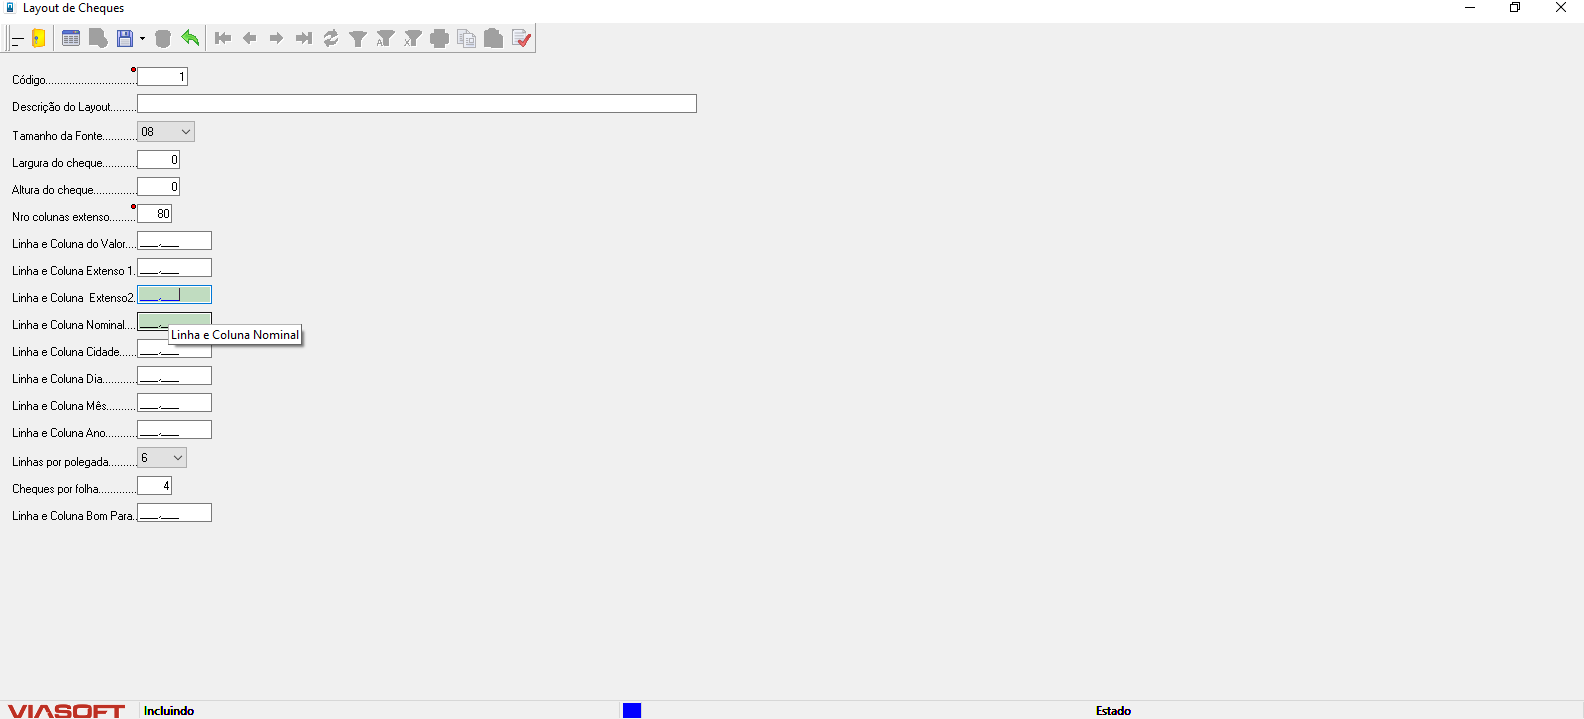 Layout de Cheques
Código............................... 1
Descrição do Layout.........
Tamanho da Fonte............ 08
Largura do cheque............ 0
Altura do cheque............... 0
Nro colunas extenso......... 80
Linha e Coluna do Valor.... ___,___
Linha e Coluna Extenso 1. ___,___
Linha e Coluna  Extenso2. ___,___
Linha e Coluna Nominal.... ___,___
Linha e Coluna Nominal
Linha e Coluna Cidade...... ___,___
Linha e Coluna Dia............ ___,___
Linha e Coluna Mês.......... ___,___
Linha e Coluna Ano........... ___,___
Linhas por polegada.......... 6
Cheques por folha............. 4
Linha e Coluna Bom Para.. ___,___
VIASOFT Incluindo Estado